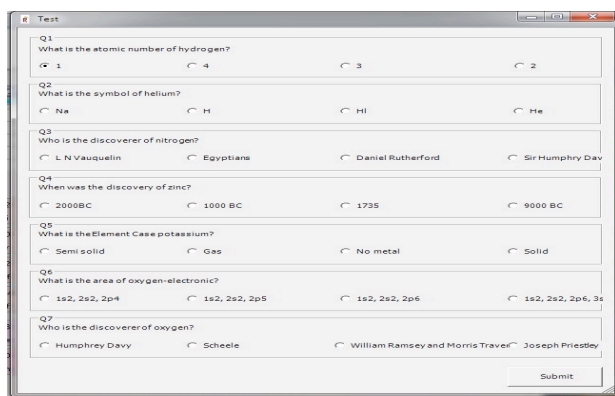 Test
Q1
What is the atomic number of hydrogen?
1 4 3 2
Q2
What is the symbol of helium?
Na H Hl He
Q3
Who is the discoverer of nitrogen?
L N Vauquelin Egyptians Daniel Rutherford Sir Humphry Dav
Q4
When was the discovery of zinc?
2000BC 1000 BC 1735 9000 BC
Q5
What is the Element Case potassium?
Semi solid Gas No metal Solid
Q6
What is the area of oxygen-electronic?
1s2, 2s2, 2p4 1s2, 2s2, 2p5 1s2, 2s2, 2p6 1s2, 2s2, 2p6, 3s
Q7
Who is the discoverer of oxygen?
Humphrey Davy Scheele William Ramsey and Morris Traver Joseph Priestley
Submit